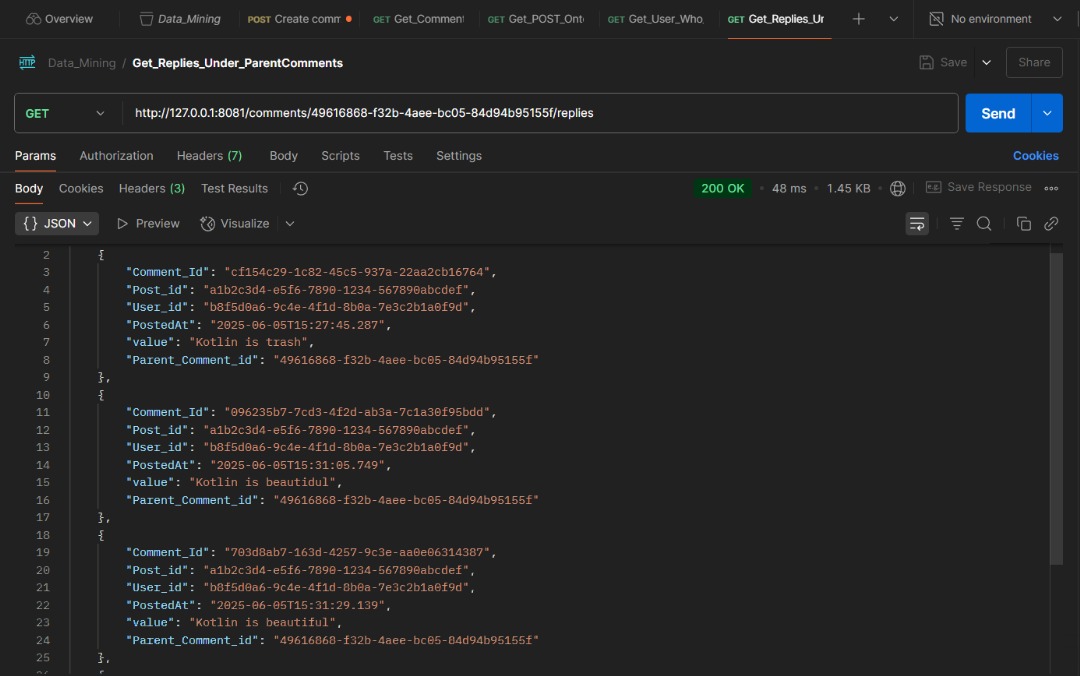 Overview Data_Mining POST Create comm GET Get_Comment GET Get_POST_Ont GET Get_User_Who_ GET Get_Replies_Ur No environment
HTTP Data_Mining / Get_Replies_Under_ParentComments Save Share
GET http://127.0.0.1:8081/comments/49616868-f32b-4aee-bc05-84d94b95155f/replies Send
Params Authorization Headers (7) Body Scripts Tests Settings Cookies
Body Cookies Headers (3) Test Results 200 OK • 48 ms • 1.45 KB • e.g. Save Response
{} JSON Preview Visualize
2 {
3 "Comment_Id": "cf154c29-1c82-45c5-937a-22aa2cb16764",
4 "Post_id": "a1b2c3d4-e5f6-7890-1234-567890abcdef",
5 "User_id": "b8f5d0a6-9c4e-4f1d-8b0a-7e3c2b1a0f9d",
6 "PostedAt": "2025-06-05T15:27:45.287",
7 "value": "Kotlin is trash",
8 "Parent_Comment_id": "49616868-f32b-4aee-bc05-84d94b95155f"
9 },
10 {
11 "Comment_Id": "096235b7-7cd3-4f2d-ab3a-7c1a30f95bdd",
12 "Post_id": "a1b2c3d4-e5f6-7890-1234-567890abcdef",
13 "User_id": "b8f5d0a6-9c4e-4f1d-8b0a-7e3c2b1a0f9d",
14 "PostedAt": "2025-06-05T15:31:05.749",
15 "value": "Kotlin is beautidul",
16 "Parent_Comment_id": "49616868-f32b-4aee-bc05-84d94b95155f"
17 },
18 {
19 "Comment_Id": "703d8ab7-163d-4257-9c3e-aa0e06314387",
20 "Post_id": "a1b2c3d4-e5f6-7890-1234-567890abcdef",
21 "User_id": "b8f5d0a6-9c4e-4f1d-8b0a-7e3c2b1a0f9d",
22 "PostedAt": "2025-06-05T15:31:29.139",
23 "value": "Kotlin is beautiful",
24 "Parent_Comment_id": "49616868-f32b-4aee-bc05-84d94b95155f"
25 },